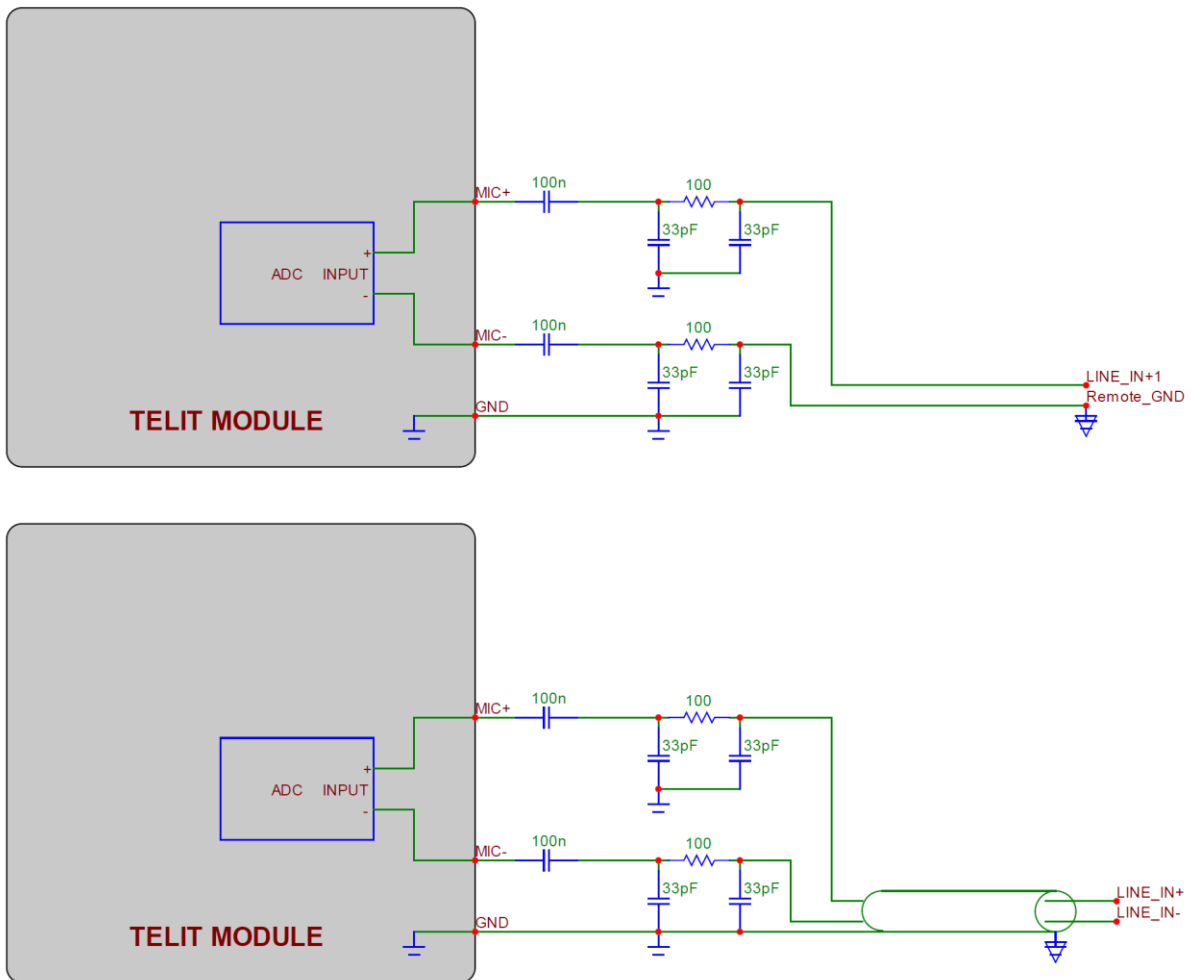 MIC+
100n
100
33pF
33pF
+
ADC INPUT
-
MIC-
100n
100
33pF
33pF
LINE_IN+1
Remote_GND
GND
TELIT MODULE
MIC+
100n
100
33pF
33pF
+
ADC INPUT
-
MIC-
100n
100
33pF
33pF
LINE_IN+
LINE_IN-
GND
TELIT MODULE